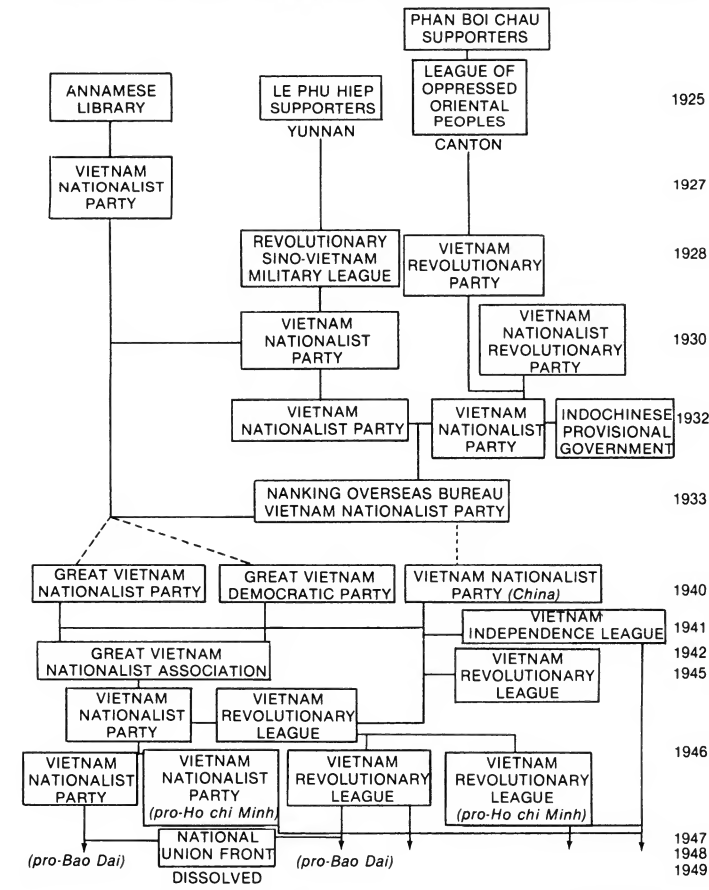 PHAN BOI CHAU
SUPPORTERS
ANNAMESE
LIBRARY
LE PHU HIEP
SUPPORTERS
YUNNAN
LEAGUE OF
OPPRESSED
ORIENTAL
PEOPLES
CANTON
1925
VIETNAM
NATIONALIST
PARTY
1927
REVOLUTIONARY
SINO-VIETNAM
MILITARY LEAGUE
VIETNAM
REVOLUTIONARY
PARTY
1928
VIETNAM
NATIONALIST
PARTY
VIETNAM
NATIONALIST
REVOLUTIONARY
PARTY
1930
VIETNAM
NATIONALIST PARTY
VIETNAM
NATIONALIST
PARTY
INDOCHINESE
PROVISIONAL
GOVERNMENT
1932
NANKING OVERSEAS BUREAU
VIETNAM NATIONALIST PARTY
1933
GREAT VIETNAM
NATIONALIST PARTY
GREAT VIETNAM
DEMOCRATIC PARTY
VIETNAM NATIONALIST
PARTY (China)
1940
VIETNAM
INDEPENDENCE LEAGUE
1941
GREAT VIETNAM
NATIONALIST ASSOCIATION
1942
VIETNAM
REVOLUTIONARY
LEAGUE
1945
VIETNAM
NATIONALIST
PARTY
VIETNAM
REVOLUTIONARY
LEAGUE
VIETNAM
NATIONALIST
PARTY
VIETNAM
NATIONALIST
PARTY
(pro-Ho chi Minh)
VIETNAM
REVOLUTIONARY
LEAGUE
VIETNAM
REVOLUTIONARY
LEAGUE
(pro-Ho chi Minh)
1946
NATIONAL
UNION FRONT
1947
(pro-Bao Dai)
(pro-Bao Dai)
1948
DISSOLVED
1949